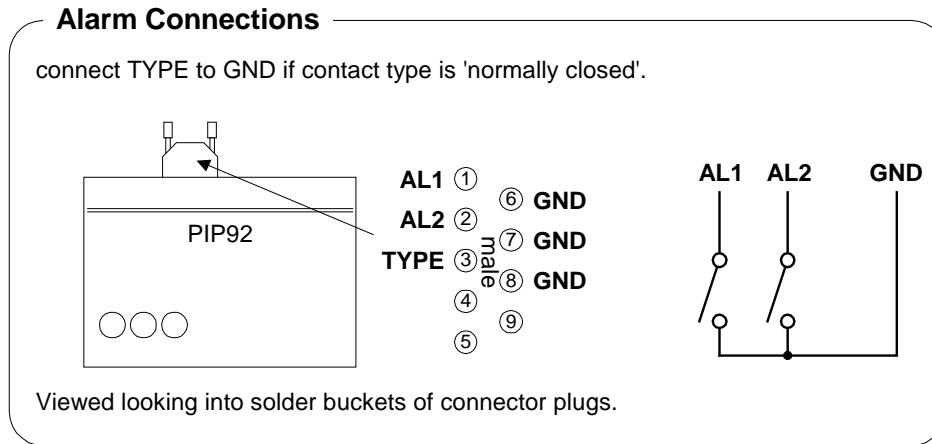 Alarm Connections
connect TYPE to GND if contact type is 'normally closed'.
PIP92
AL1 1
6 GND
AL2 2
7 GND
TYPE 3
male
8 GND
4
9
5
AL1 AL2 GND
Viewed looking into solder buckets of connector plugs.